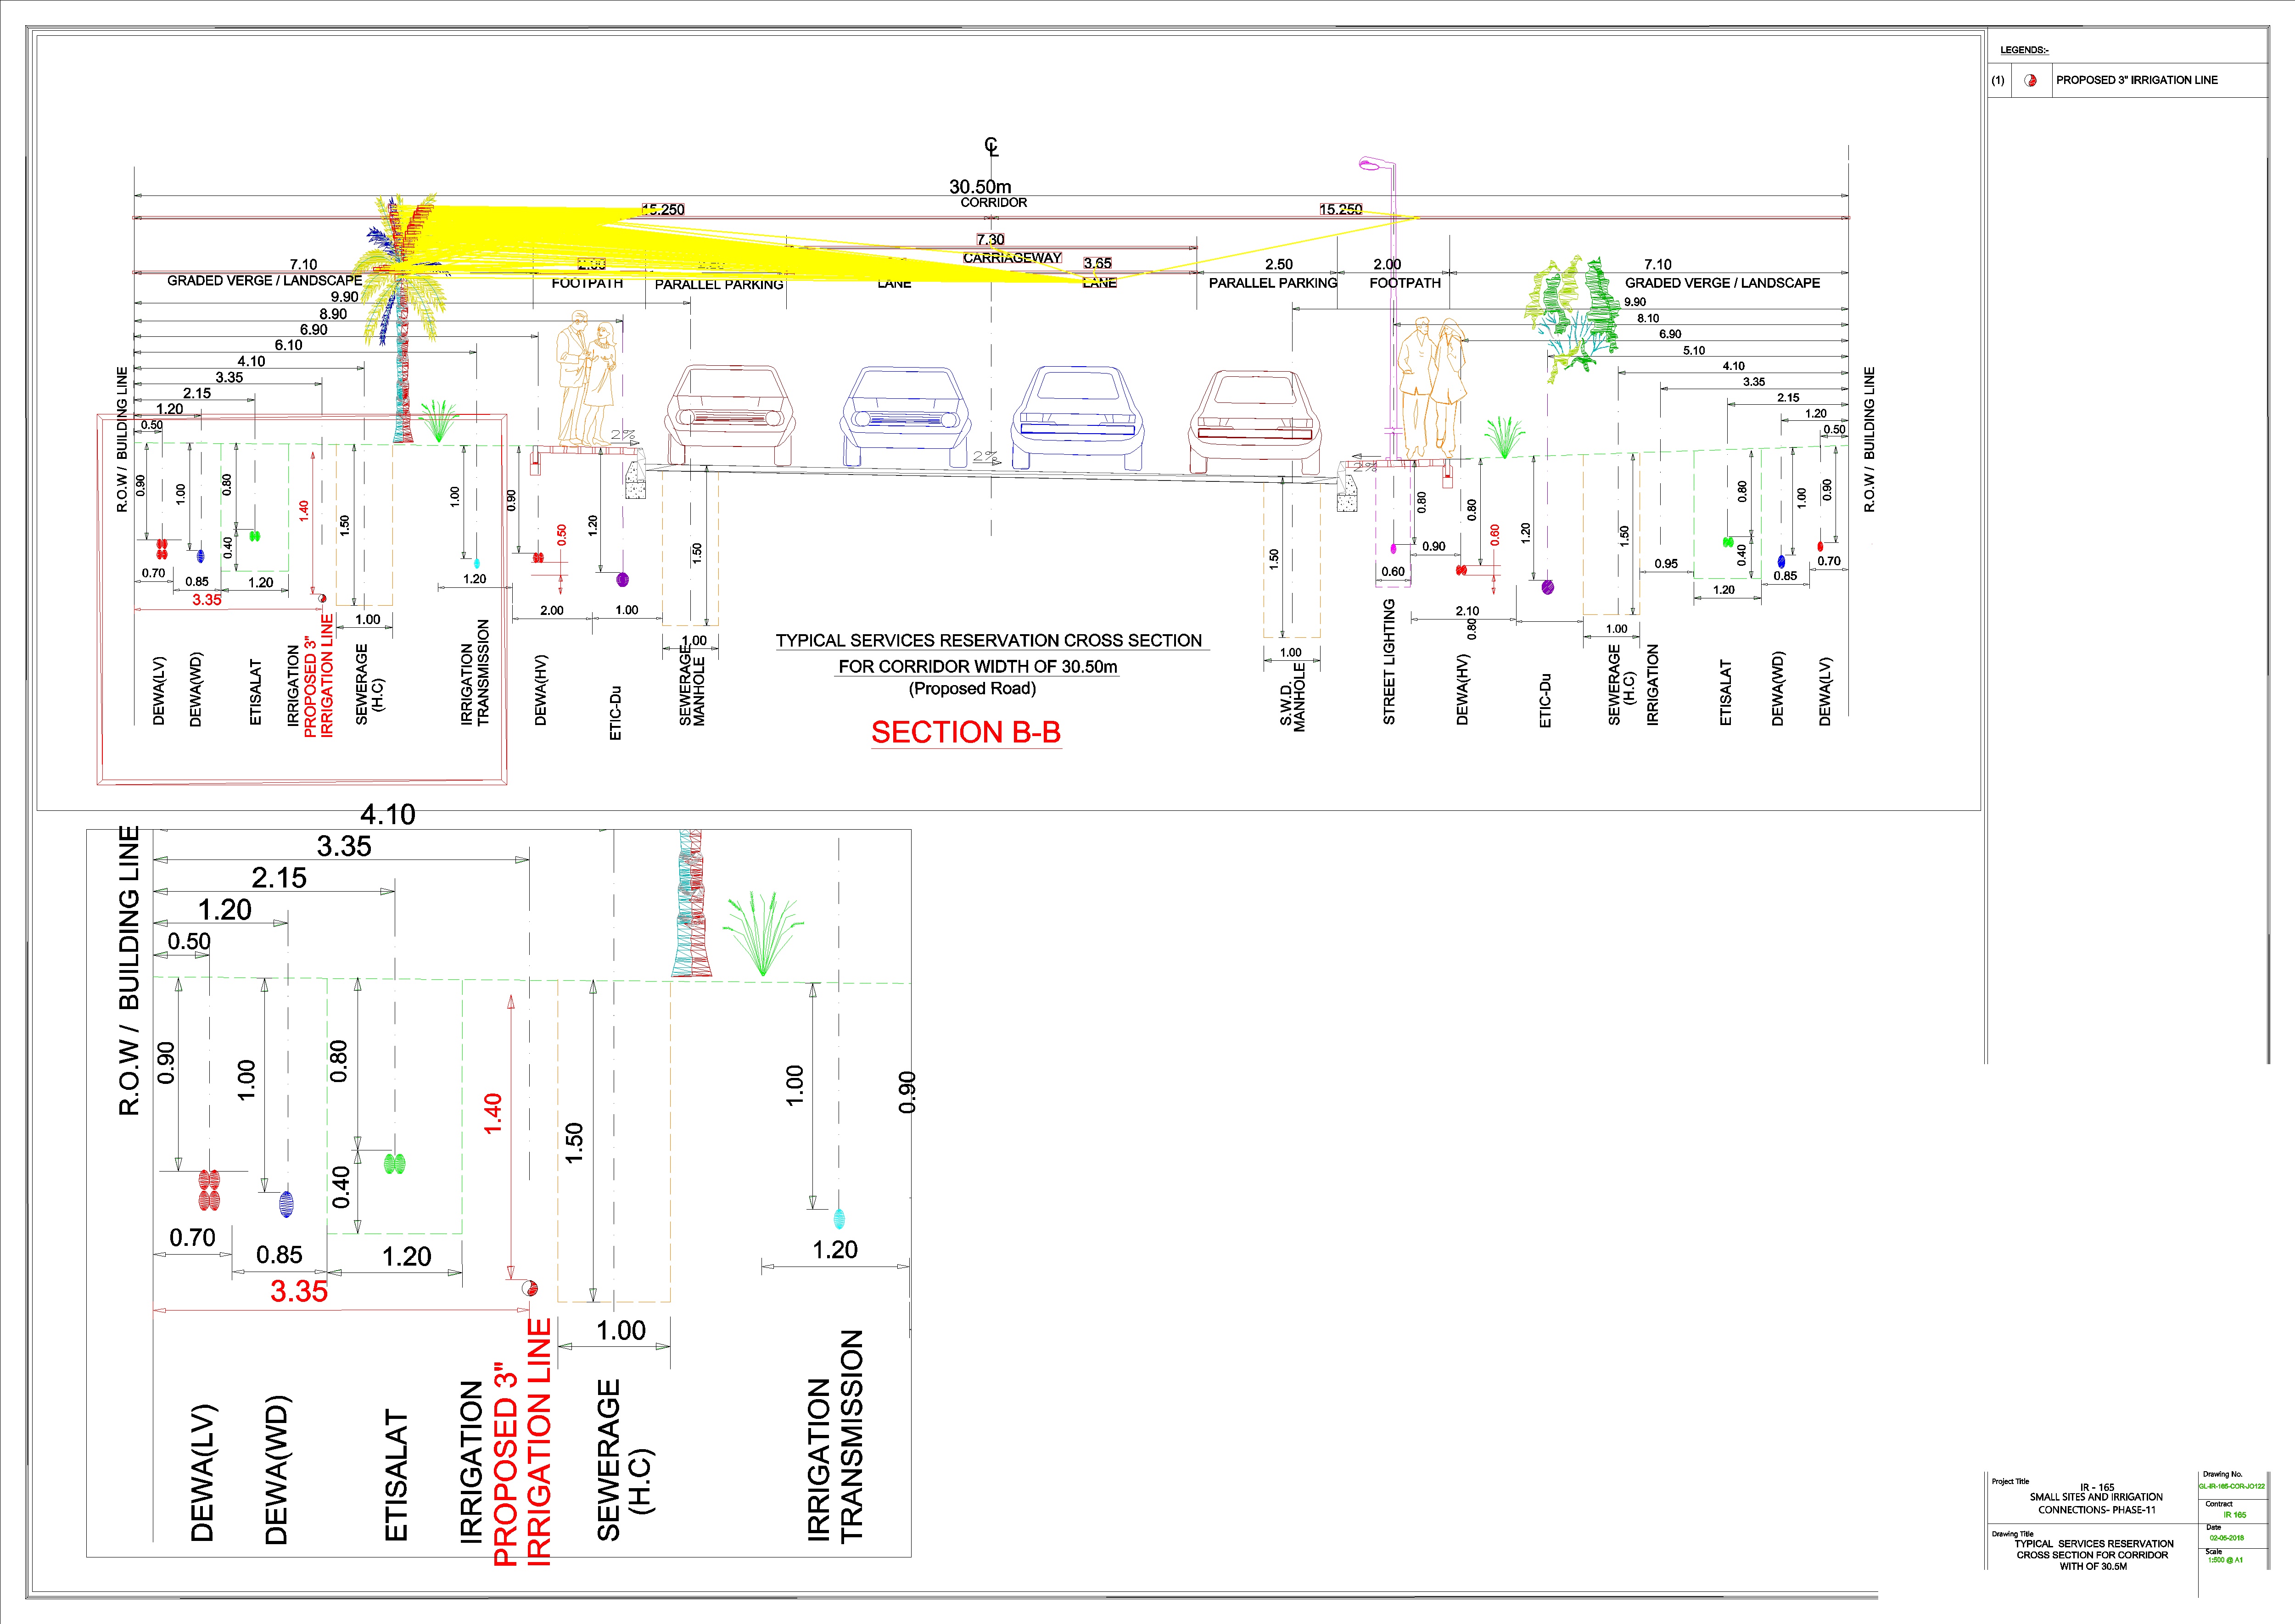 LEGENDS:-
(1) PROPOSED 3" IRRIGATION LINE
CL
30.50m
CORRIDOR
15.250 15.250
7.30
CARRIAGEWAY
7.10 2.00 3.65 2.50 2.00 7.10
GRADED VERGE / LANDSCAPE FOOTPATH PARALLEL PARKING LANE LANE PARALLEL PARKING FOOTPATH GRADED VERGE / LANDSCAPE
9.90 9.90
8.90 8.10
6.90 6.90
6.10 5.10
4.10 4.10
3.35 3.35
2.15 2.15
1.20 1.20
0.50 0.50
R.O.W / BUILDING LINE
R.O.W / BUILDING LINE
2% 2% 2%
0.90 1.00 0.80 0.40 1.40 1.50 1.00 0.90 0.50 1.20 1.50
1.50 0.80 0.80 0.60 1.20 1.50 0.80 0.40 1.00 0.90
0.70 0.85 1.20 1.20 0.90 0.60 0.95 0.85 0.70
3.35 1.00 2.00 1.00 1.00 1.00 2.10 0.80 1.00 1.20
DEWA(LV)
DEWA(WD)
ETISALAT
IRRIGATION
PROPOSED 3"
IRRIGATION LINE
SEWERAGE
(H.C)
IRRIGATION
TRANSMISSION
DEWA(HV)
ETIC-Du
SEWERAGE
MANHOLE
TYPICAL SERVICES RESERVATION CROSS SECTION
FOR CORRIDOR WIDTH OF 30.50m
(Proposed Road)
SECTION B-B
S.W.D.
MANHOLE
STREET LIGHTING
DEWA(HV)
ETIC-Du
SEWERAGE
(H.C)
IRRIGATION
ETISALAT
DEWA(WD)
DEWA(LV)
4.10
3.35
2.15
1.20
0.50
R.O.W / BUILDING LINE
0.90 1.00 0.80 0.40 1.40 1.50 1.00 0.90
0.70 0.85 1.20 1.20
3.35
1.00
DEWA(LV)
DEWA(WD)
ETISALAT
IRRIGATION
PROPOSED 3"
IRRIGATION LINE
SEWERAGE
(H.C)
IRRIGATION
TRANSMISSION
Project Title
IR - 165
SMALL SITES AND IRRIGATION
CONNECTIONS- PHASE-11
Drawing Title
TYPICAL SERVICES RESERVATION
CROSS SECTION FOR CORRIDOR
WITH OF 30.5M
Drawing No.
GL-IR-165-COR-JO122
Contract
IR 165
Date
02-05-2018
Scale
1:500 @ A1